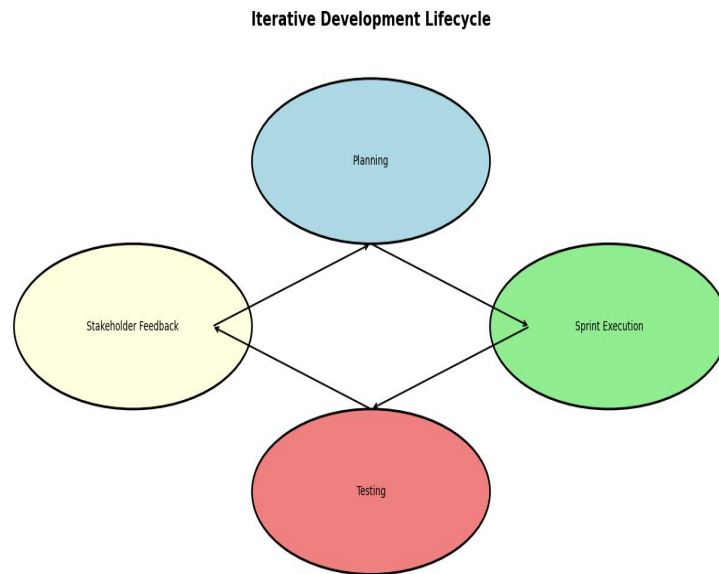 Iterative Development Lifecycle
Planning
Stakeholder Feedback
Sprint Execution
Testing